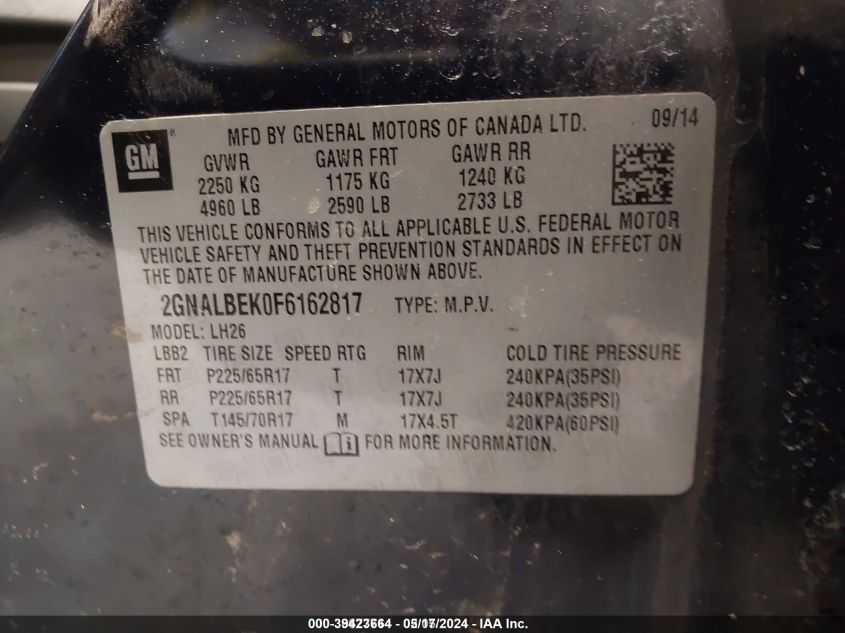 GM ®
MFD BY GENERAL MOTORS OF CANADA LTD. 09/14
GVWR GAWR FRT GAWR RR
2250 KG 1175 KG 1240 KG
4960 LB 2590 LB 2733 LB
THIS VEHICLE CONFORMS TO ALL APPLICABLE U.S. FEDERAL MOTOR
VEHICLE SAFETY AND THEFT PREVENTION STANDARDS IN EFFECT ON
THE DATE OF MANUFACTURE SHOWN ABOVE.
2GNALBEK0F6162817 TYPE: M.P.V.
MODEL: LH26
LBB2 TIRE SIZE SPEED RTG RIM COLD TIRE PRESSURE
FRT P225/65R17 T 17X7J 240KPA(35PSI)
RR P225/65R17 T 17X7J 240KPA(35PSI)
SPA T145/70R17 M 17X4.5T 420KPA(60PSI)
SEE OWNER'S MANUAL i FOR MORE INFORMATION.
- IAA Inc.